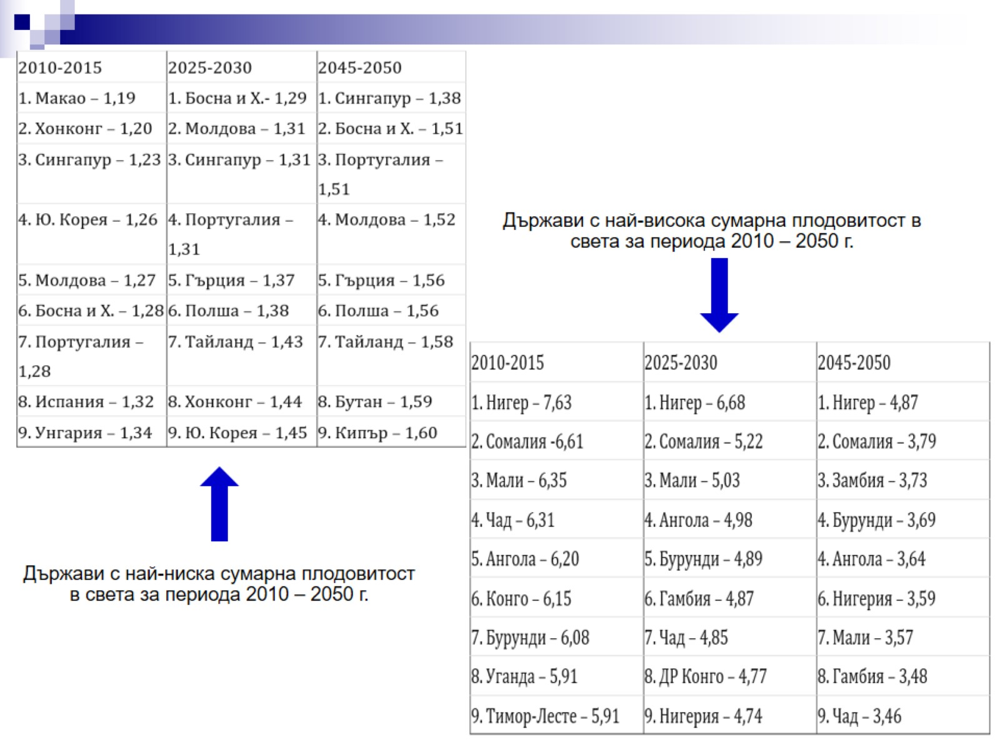 2010-2015 2025-2030 2045-2050
1. Макао – 1,19 1. Босна и Х.- 1,29 1. Сингапур – 1,38
2. Хонконг – 1,20 2. Молдова – 1,31 2. Босна и Х. – 1,51
3. Сингапур – 1,23 3. Сингапур – 1,31 3. Португалия –
1,51
4. Ю. Корея – 1,26 4. Португалия – 4. Молдова – 1,52
1,31
5. Молдова – 1,27 5. Гърция – 1,37 5. Гърция – 1,56
6. Босна и Х. – 1,28 6. Полша – 1,38 6. Полша – 1,56
7. Португалия – 7. Тайланд – 1,43 7. Тайланд – 1,58
1,28
8. Испания – 1,32 8. Хонконг – 1,44 8. Бутан – 1,59
9. Унгария – 1,34 9. Ю. Корея – 1,45 9. Кипър – 1,60
Държави с най-ниска сумарна плодовитост
в света за периода 2010 – 2050 г.
Държави с най-висока сумарна плодовитост в
света за периода 2010 – 2050 г.
2010-2015 2025-2030 2045-2050
1. Нигер – 7,63 1. Нигер – 6,68 1. Нигер – 4,87
2. Сомалия -6,61 2. Сомалия – 5,22 2. Сомалия – 3,79
3. Мали – 6,35 3. Мали – 5,03 3. Замбия – 3,73
4. Чад – 6,31 4. Ангола – 4,98 4. Бурунди – 3,69
5. Ангола – 6,20 5. Бурунди – 4,89 4. Ангола – 3,64
6. Конго – 6,15 6. Гамбия – 4,87 6. Нигерия – 3,59
7. Бурунди – 6,08 7. Чад – 4,85 7. Мали – 3,57
8. Уганда – 5,91 8. ДР Конго – 4,77 8. Гамбия – 3,48
9. Тимор-Лесте – 5,91 9. Нигерия – 4,74 9. Чад – 3,46